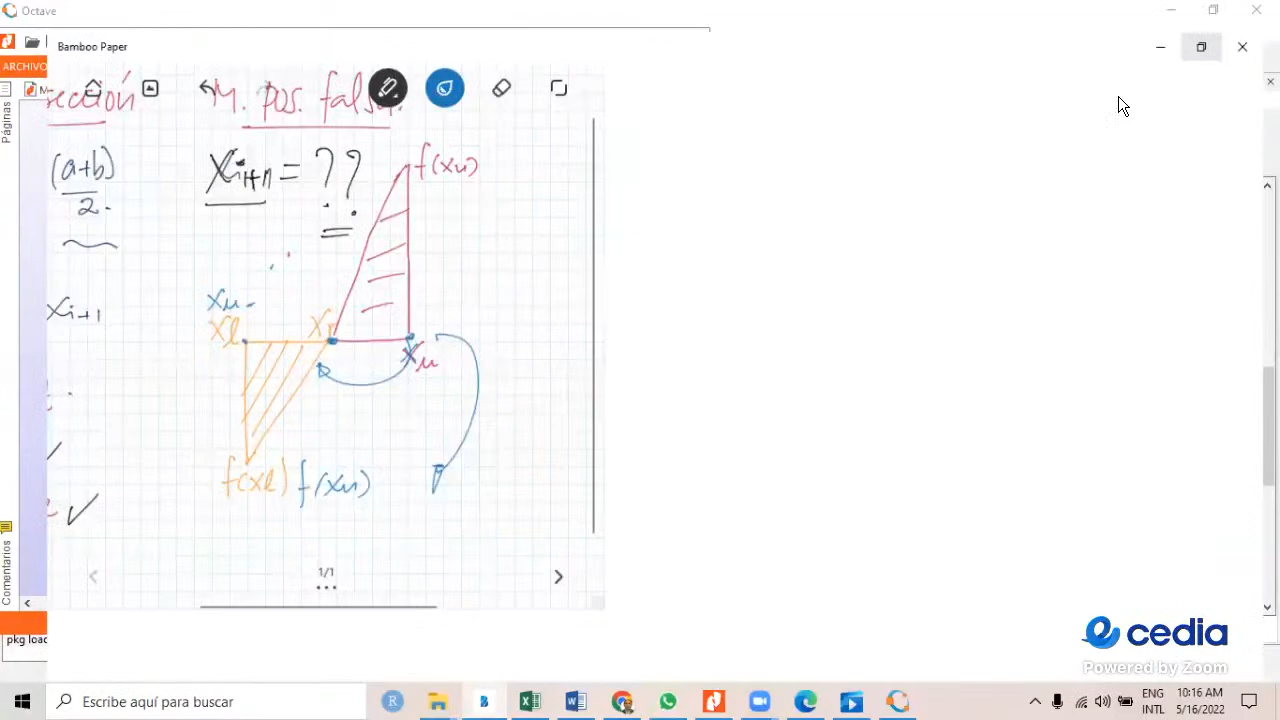 Octave
Bamboo Paper
ARCHIVO
Páginas
ección
M. pos. falsa
(a+b)
2
Xi+n = ??
f(xu)
Xi+1
xu
xl
Xr
Xu
f(xl) f(xu)
1/1
Comentarios
pkg load
cedia
Powered by Zoom
Escribe aquí para buscar
ENG
INTL
10:16 AM
5/16/2022